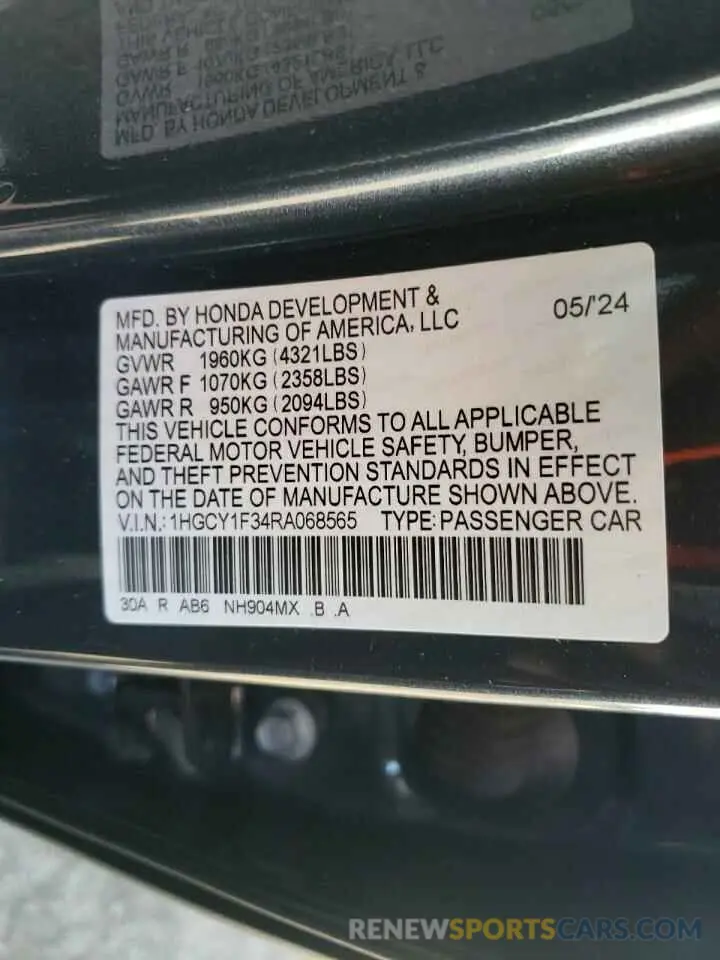 MFD. BY HONDA DEVELOPMENT & 05/'24
MANUFACTURING OF AMERICA, LLC
GVWR 1960KG (4321LBS)
GAWR F 1070KG (2358LBS)
GAWR R 950KG (2094LBS)
THIS VEHICLE CONFORMS TO ALL APPLICABLE
FEDERAL MOTOR VEHICLE SAFETY, BUMPER,
AND THEFT PREVENTION STANDARDS IN EFFECT
ON THE DATE OF MANUFACTURE SHOWN ABOVE.
V.I.N.: 1HGCY1F34RA068565 TYPE: PASSENGER CAR
30A R AB6 NH904MX .B .A
RENEWSPORTSCARS.COM